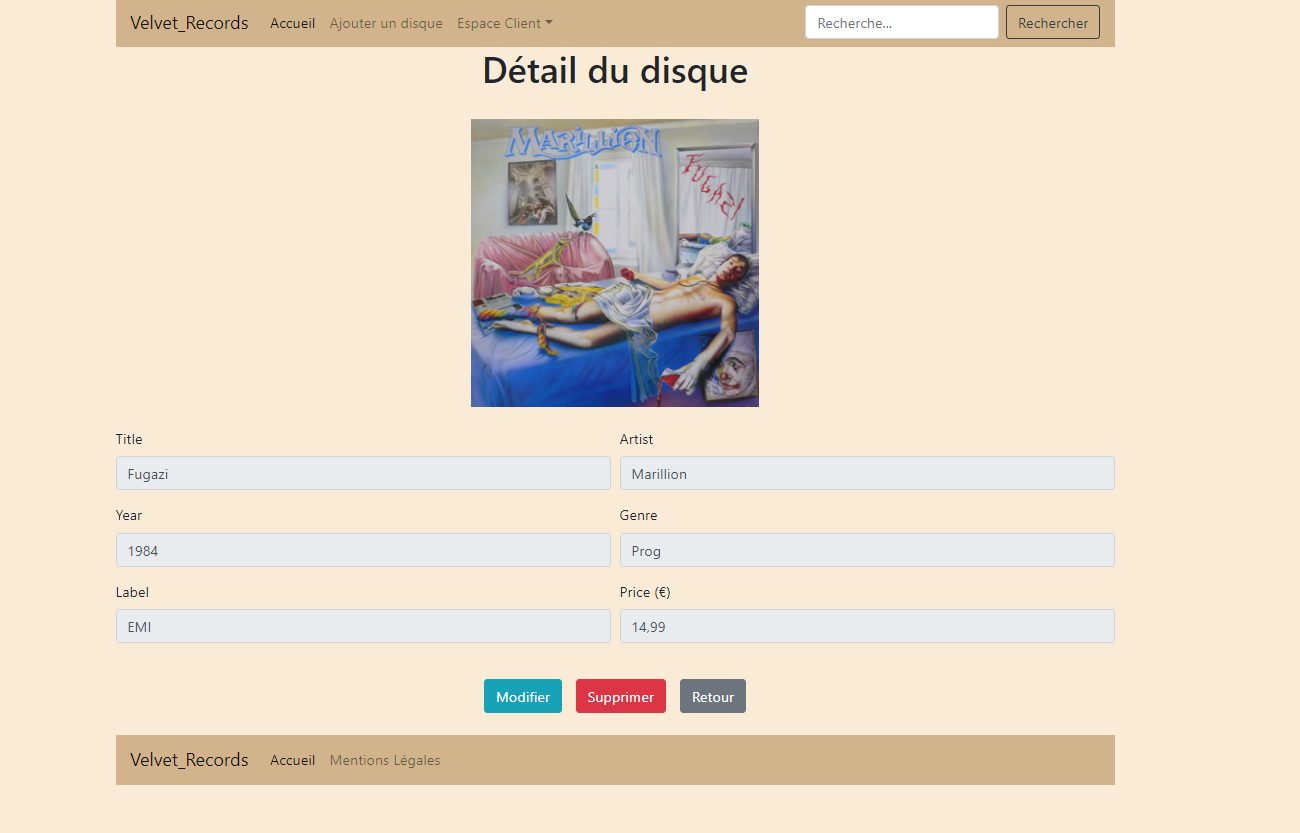 Velvet_Records Accueil Ajouter un disque Espace Client Recherche... Rechercher
Détail du disque
MARILLION
FUGAZI
Title Artist
Fugazi Marillion
Year Genre
1984 Prog
Label Price (€)
EMI 14,99
Modifier Supprimer Retour
Velvet_Records Accueil Mentions Légales